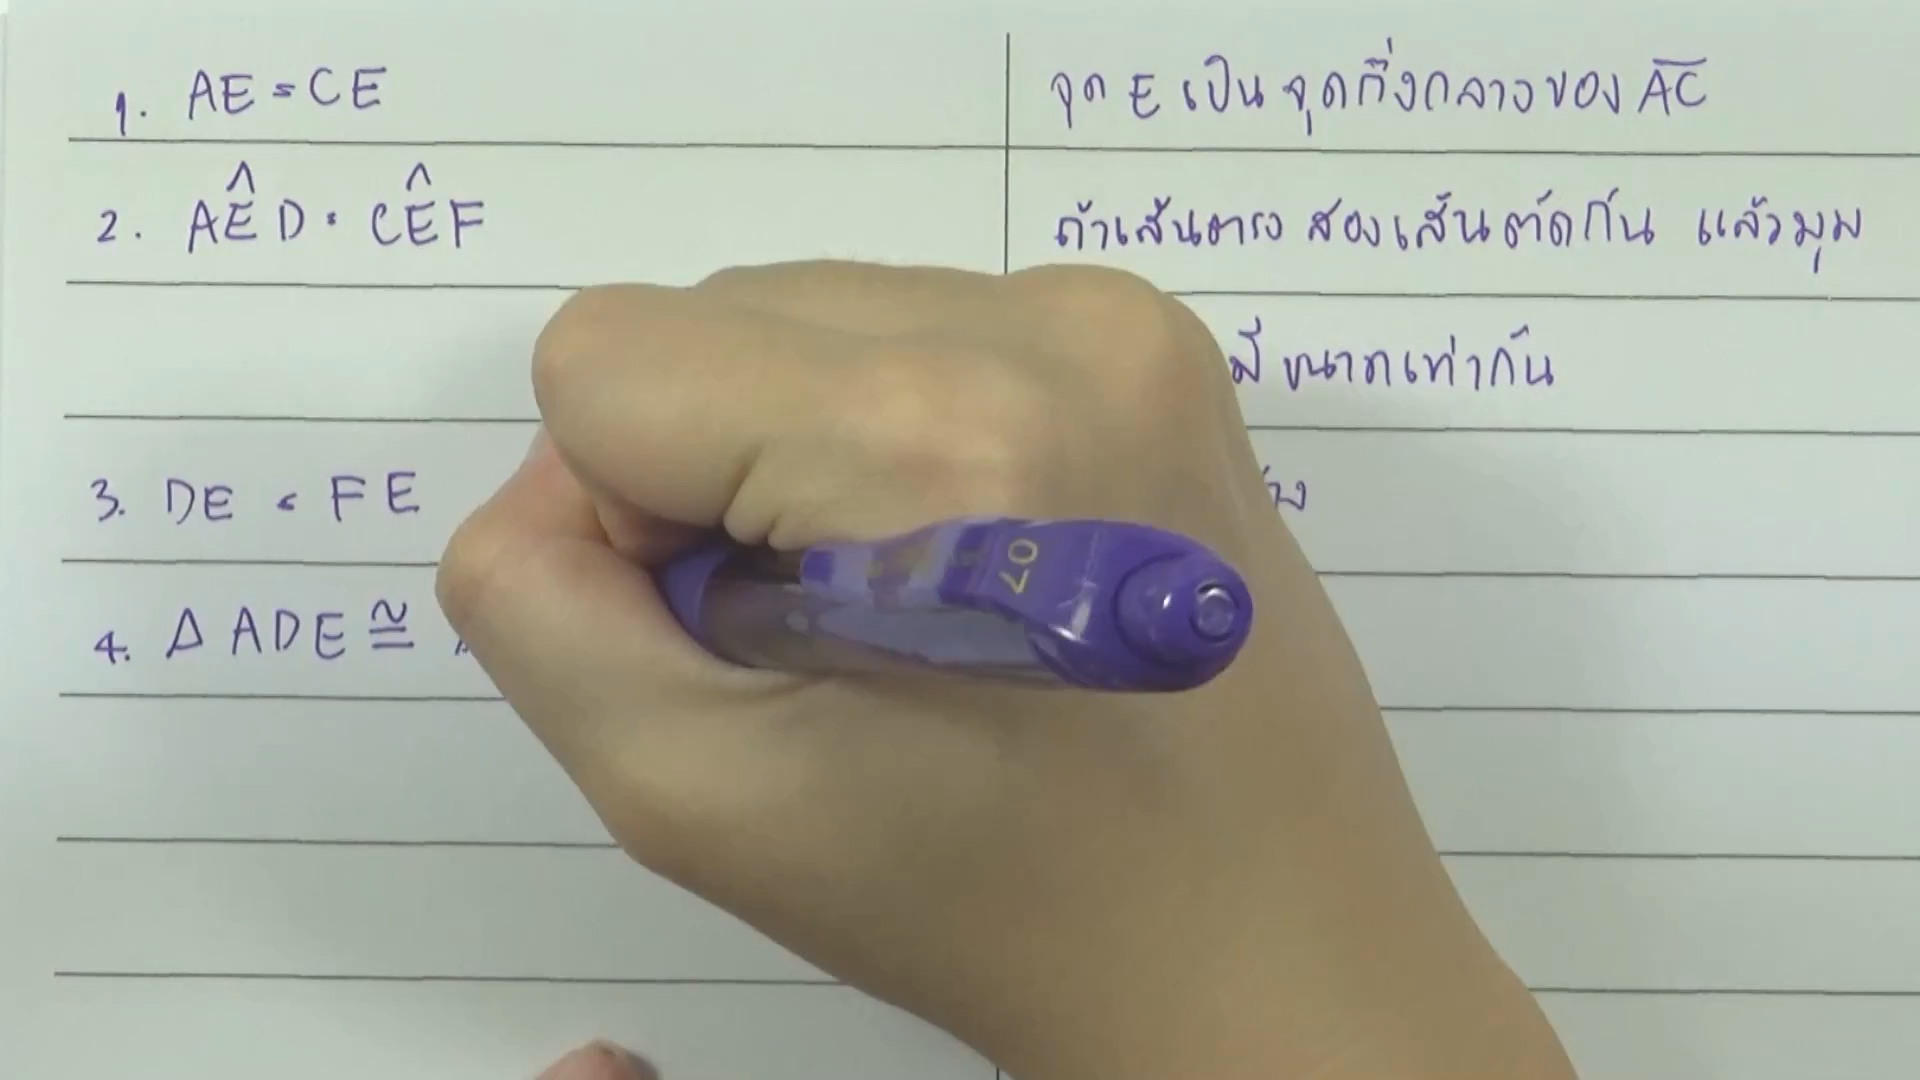 1. AE = CE จุด E เป็นจุดกึ่งกลางของ A̅C̅
2. AÊD = CÊF ถ้าเส้นตรงสองเส้นตัดกัน แล้วมุม
มีขนาดเท่ากัน
3. DE = FE
4. Δ ADE ≅
07